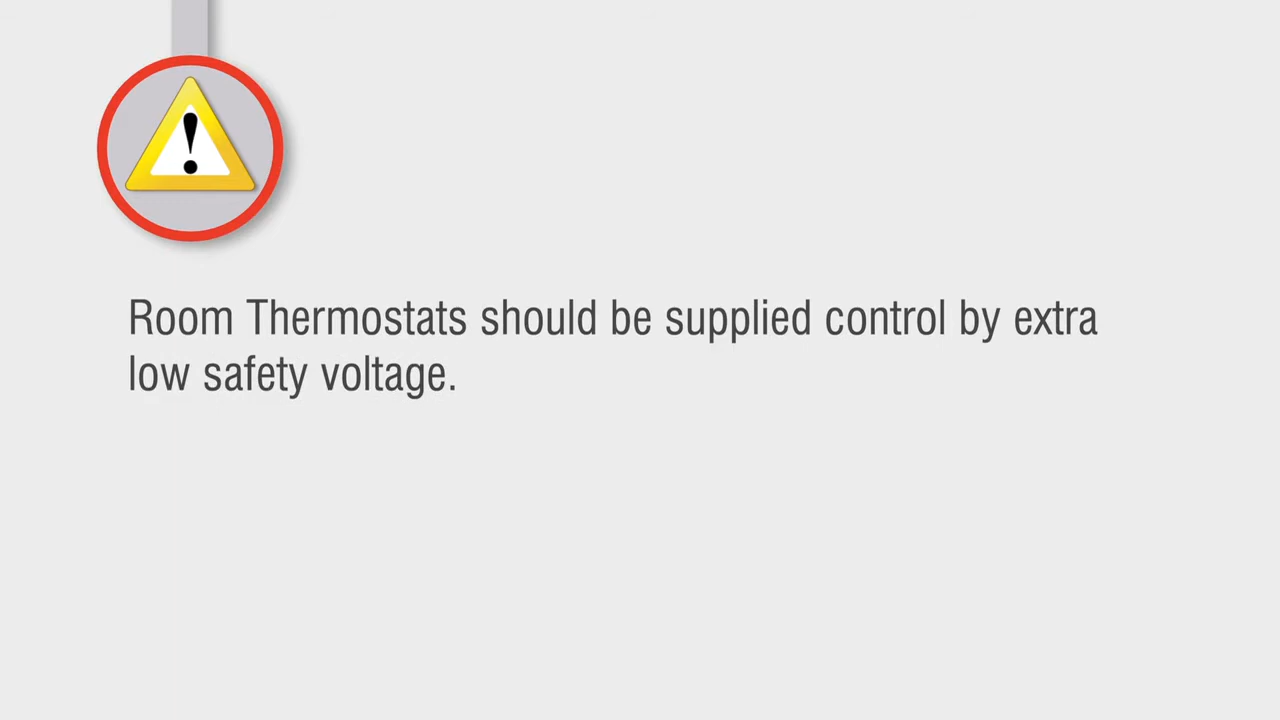 Room Thermostats should be supplied control by extra
low safety voltage.